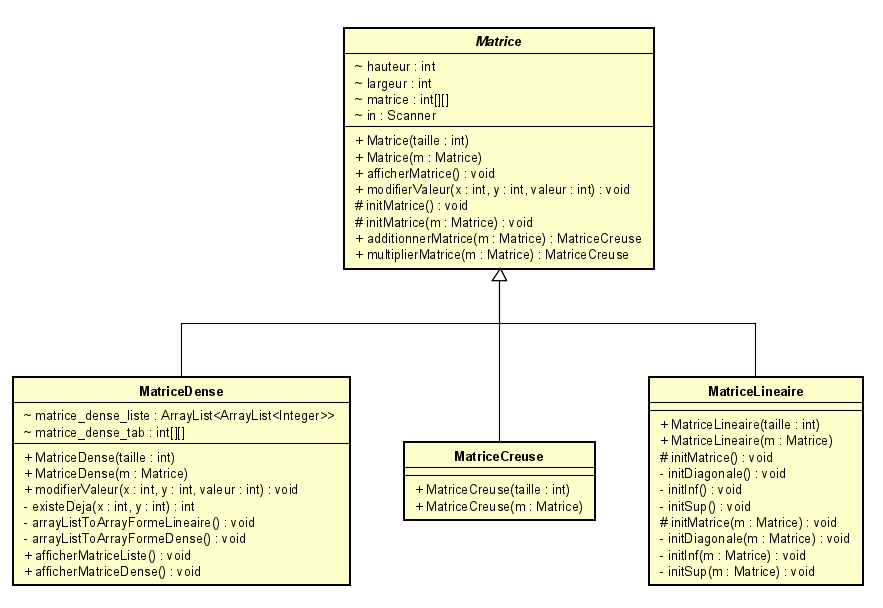 Matrice
~ hauteur : int
~ largeur : int
~ matrice : int[][]
~ in : Scanner
+ Matrice(taille : int)
+ Matrice(m : Matrice)
+ afficherMatrice() : void
+ modifierValeur(x : int, y : int, valeur : int) : void
# initMatrice() : void
# initMatrice(m : Matrice) : void
+ additionnerMatrice(m : Matrice) : MatriceCreuse
+ multiplierMatrice(m : Matrice) : MatriceCreuse
MatriceDense
~ matrice_dense_liste : ArrayList<ArrayList<Integer>>
~ matrice_dense_tab : int[][]
+ MatriceDense(taille : int)
+ MatriceDense(m : Matrice)
+ modifierValeur(x : int, y : int, valeur : int) : void
- existeDeja(x : int, y : int) : int
- arrayListToArrayFormeLineaire() : void
- arrayListToArrayFormeDense() : void
+ afficherMatriceListe() : void
+ afficherMatriceDense() : void
MatriceCreuse
+ MatriceCreuse(taille : int)
+ MatriceCreuse(m : Matrice)
MatriceLineaire
+ MatriceLineaire(taille : int)
+ MatriceLineaire(m : Matrice)
# initMatrice() : void
- initDiagonale() : void
- initInf() : void
- initSup() : void
# initMatrice(m : Matrice) : void
- initDiagonale(m : Matrice) : void
- initInf(m : Matrice) : void
- initSup(m : Matrice) : void